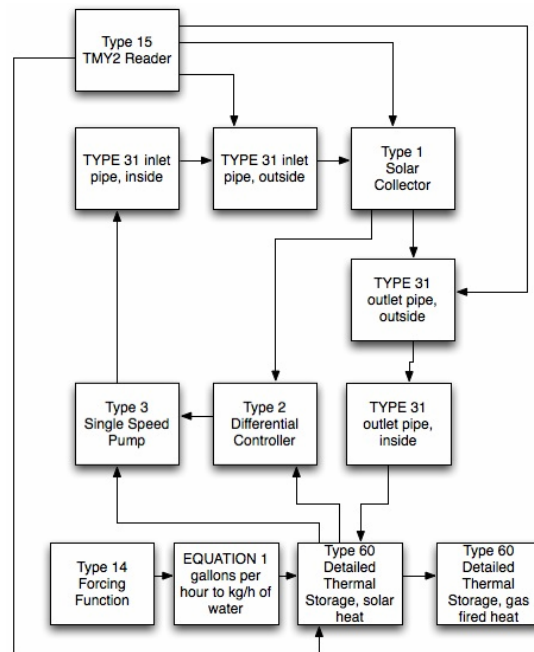 Type 15
TMY2 Reader
TYPE 31 inlet
pipe, inside
TYPE 31 inlet
pipe, outside
Type 1
Solar
Collector
TYPE 31
outlet pipe,
outside
Type 3
Single Speed
Pump
Type 2
Differential
Controller
TYPE 31
outlet pipe,
inside
Type 14
Forcing
Function
EQUATION 1
gallons per
hour to kg/h of
water
Type 60
Detailed
Thermal
Storage, solar
heat
Type 60
Detailed
Thermal
Storage, gas
fired heat